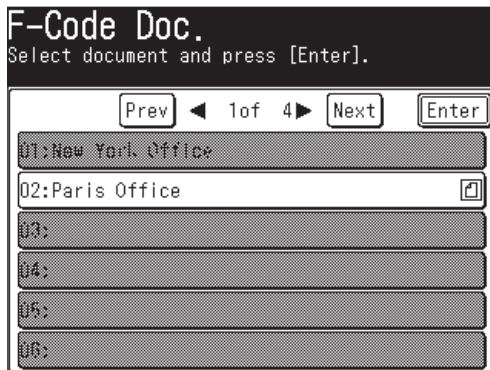 F-Code Doc.
Select document and press [Enter].
Prev ◀ 1of 4▶ Next Enter
01:New York Office
02:Paris Office
03:
04:
05:
06: